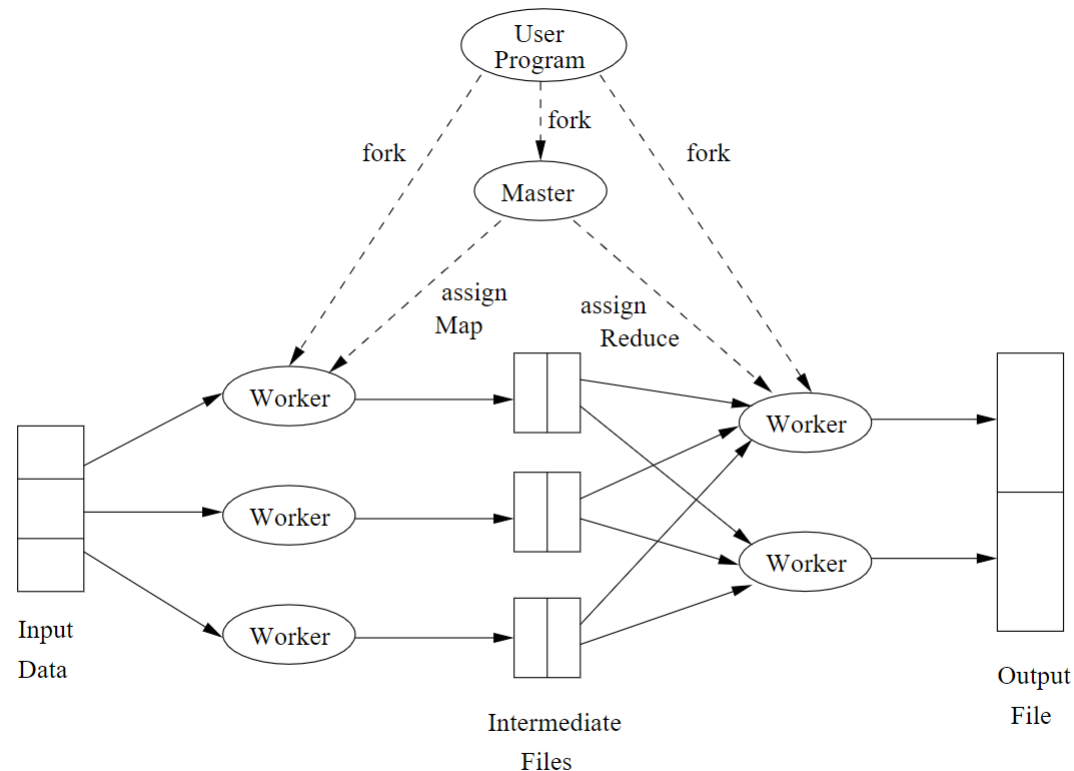 User
Program
fork
fork
fork
Master
assign
Map
assign
Reduce
Worker
Worker
Worker
Worker
Worker
Input
Data
Intermediate
Files
Output
File